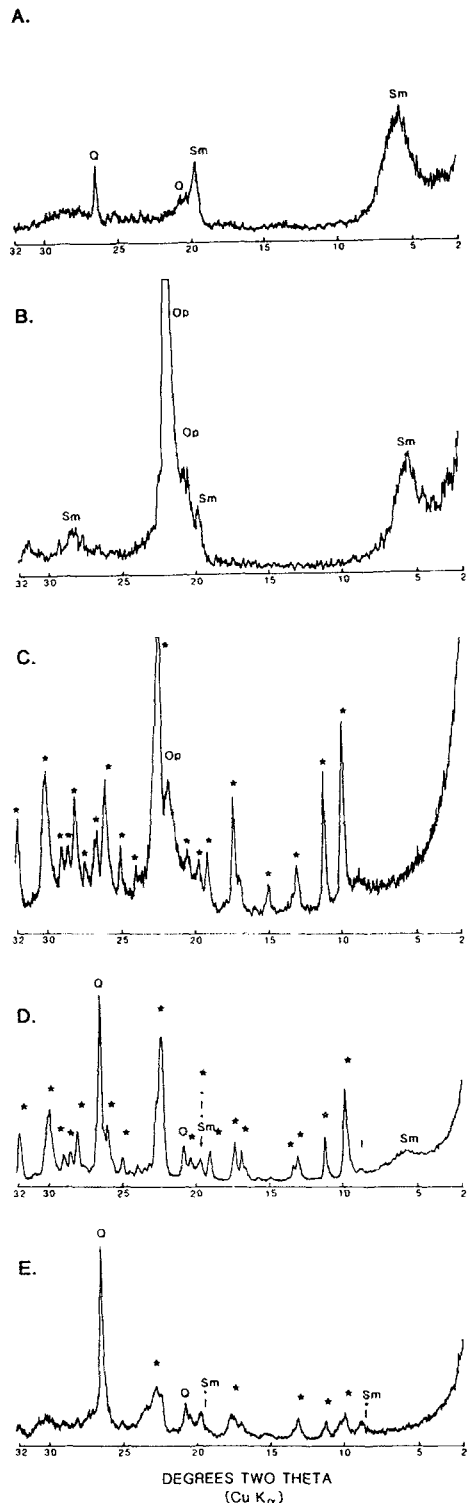 A.
Sm
Sm
Q
Q
32 30 25 20 15 10 5 2
B.
Op
Op
Sm
Sm
Sm
32 30 25 20 15 10 5 2
C.
* Op * * * * * * * * * * * * * * * * * *
32 30 25 20 15 10 5 2
D.
Q
* * * * * * * * Q * * Sm * * * * * * * * I Sm
32 30 25 20 15 10 5 2
E.
Q
* Q Sm * * * * Sm
32 30 25 20 15 10 5 2
DEGREES TWO THETA
(Cu Kα)